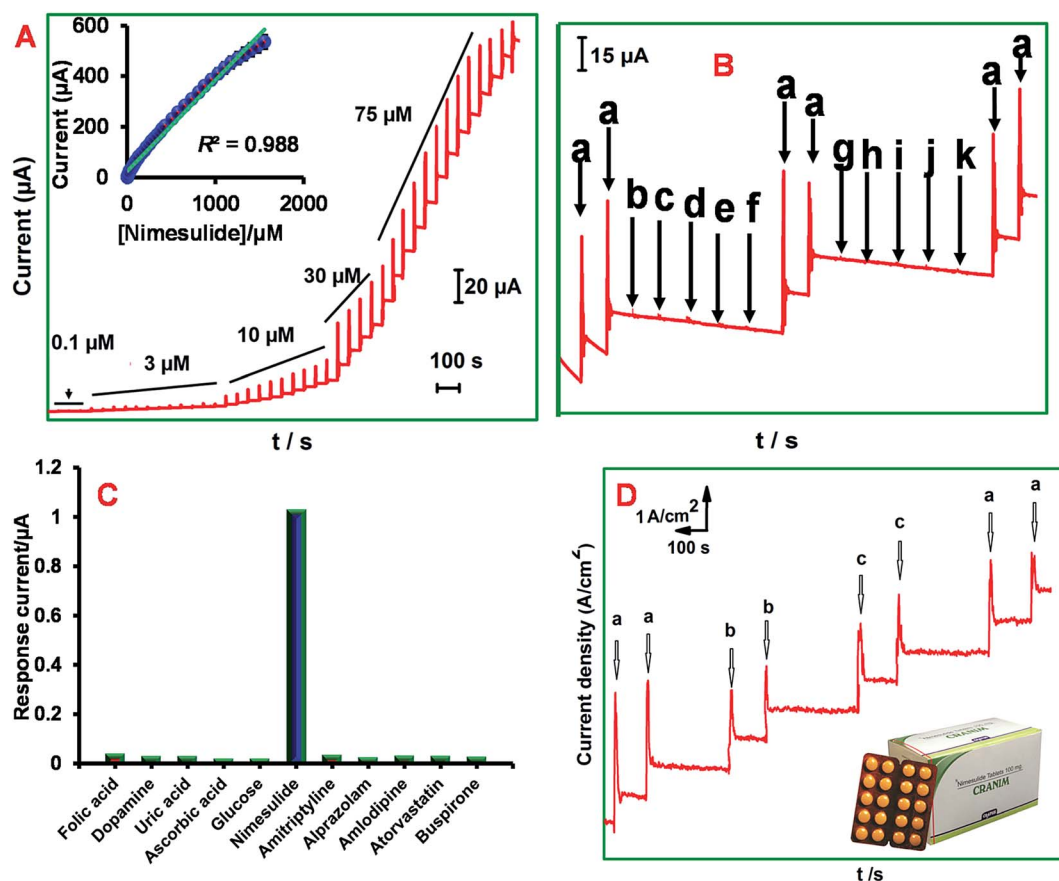 A
600
400
200
0
Current (µA)
R² = 0.988
0
1000
2000
[Nimesulide]/µM
Current (µA)
0.1 µM
3 µM
10 µM
30 µM
75 µM
20 µA
100 s
t / s
B
15 µA
a
a
b
c
d
e
f
a
a
g
h
i
j
k
a
a
t / s
C
1.2
1
0.8
0.6
0.4
0.2
0
Response current/µA
Folic acid
Dopamine
Uric acid
Ascorbic acid
Glucose
Nimesulide
Amitriptyline
Alprazolam
Amlodipine
Atorvastatin
Buspirone
D
1 A/cm²
100 s
Current density (A/cm²)
a
a
b
b
c
c
a
a
CRANIM
Nimesulide Tablets 100 mg
CRANIM
t /s